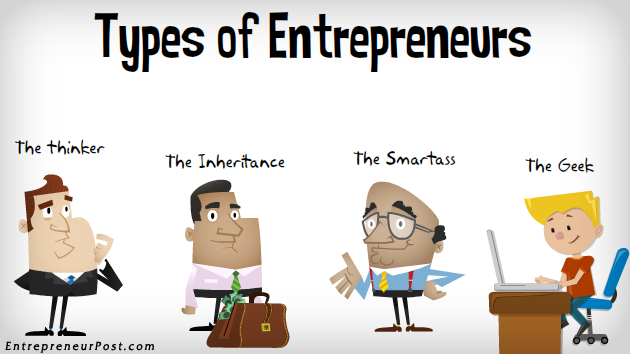 Types of Entrepreneurs
The thinker
The Inheritance
The Smartass
The Geek
EntrepreneurPost.com